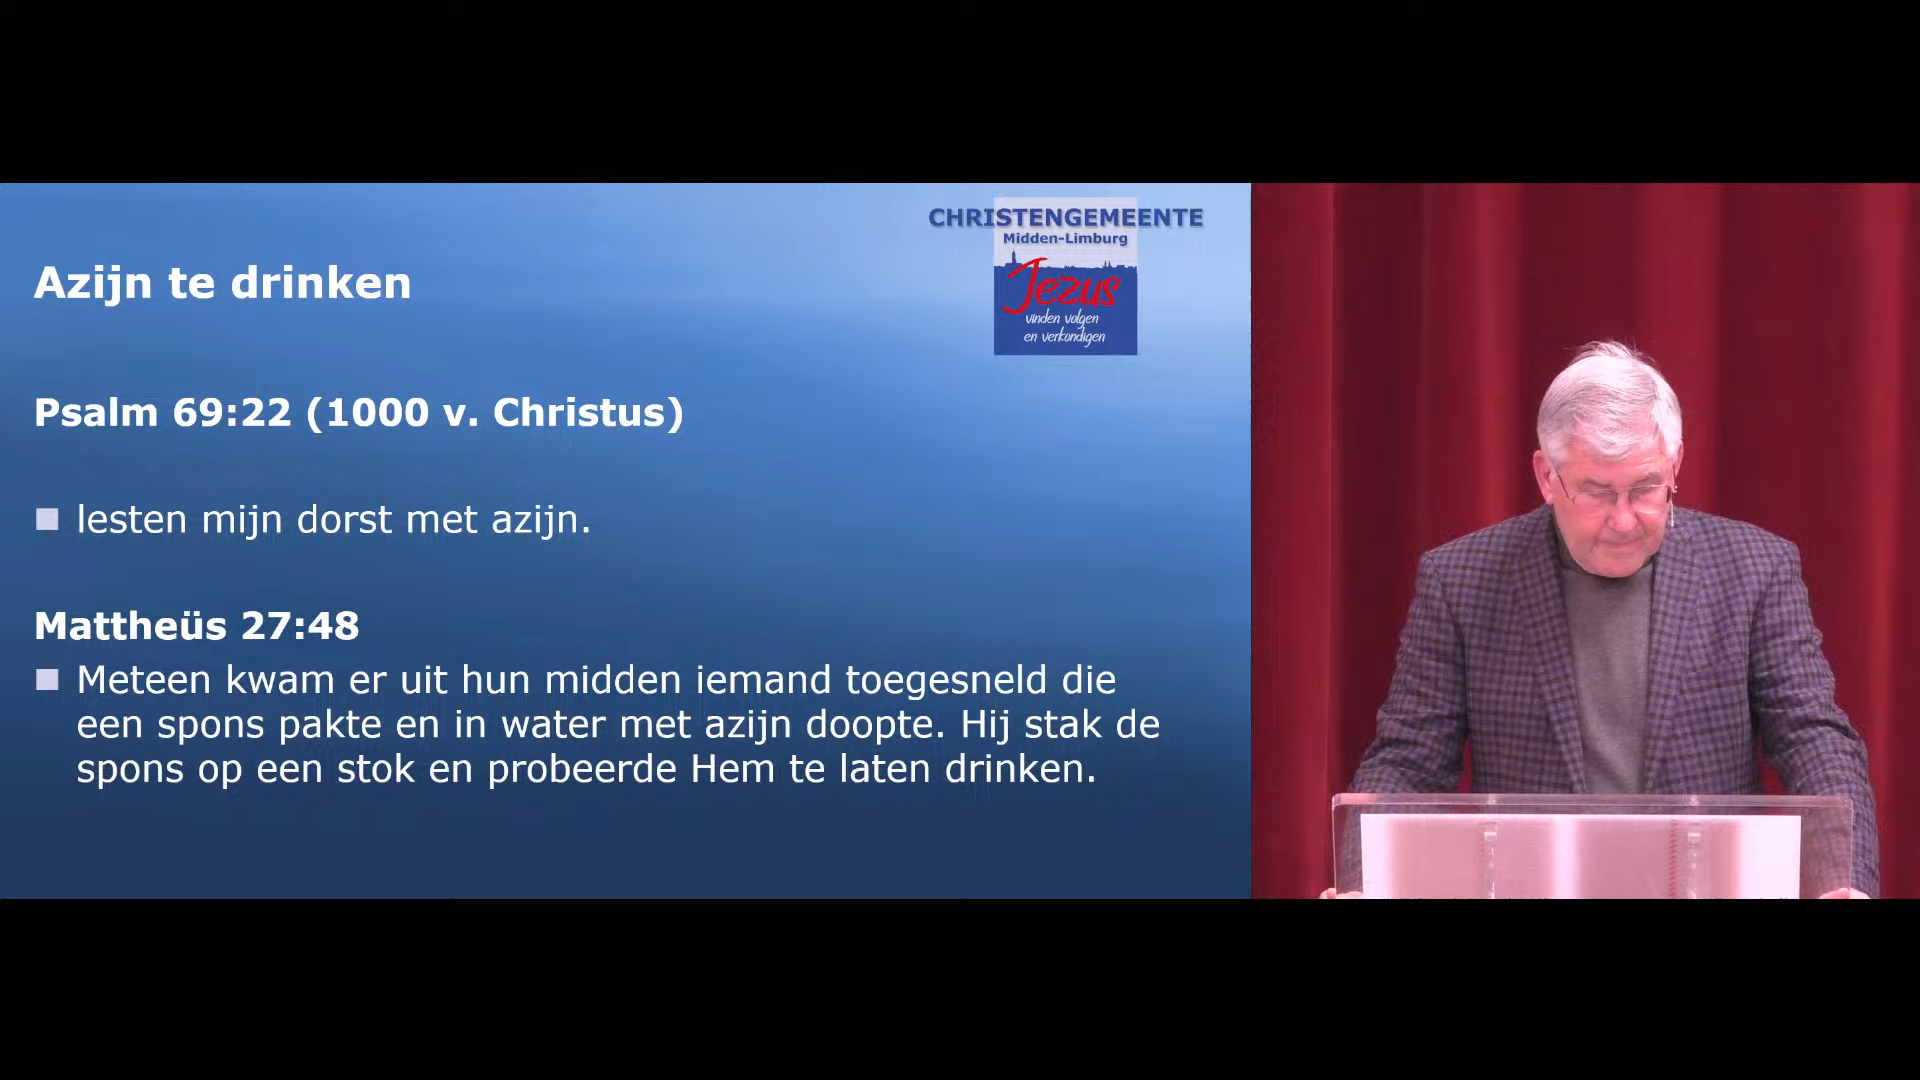 CHRISTENGEMEENTE
Midden-Limburg
Jezus
vinden volgen
en verkondigen
Azijn te drinken
Psalm 69:22 (1000 v. Christus)
lesten mijn dorst met azijn.
Mattheüs 27:48
Meteen kwam er uit hun midden iemand toegesneld die
een spons pakte en in water met azijn doopte. Hij stak de
spons op een stok en probeerde Hem te laten drinken.